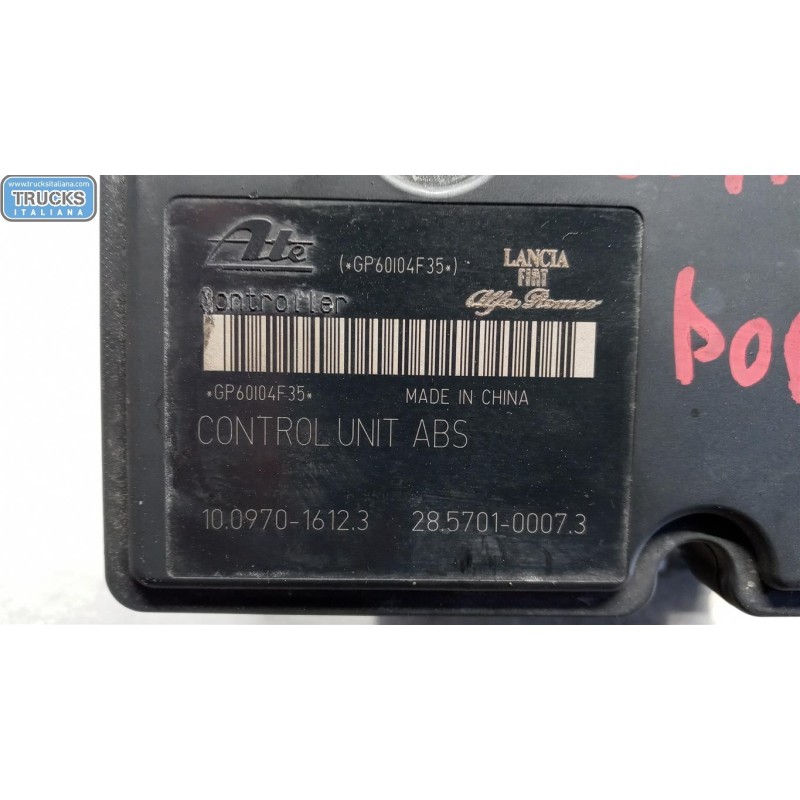 www.trucksitaliana.com
TRUCKS
ITALIANA
Ate
(*GP60I04F35*)
LANCIA
FIAT
Alfa Romeo
Controller
*GP60I04F35*
MADE IN CHINA
CONTROL UNIT ABS
10.0970-1612.3 28.5701-0007.3